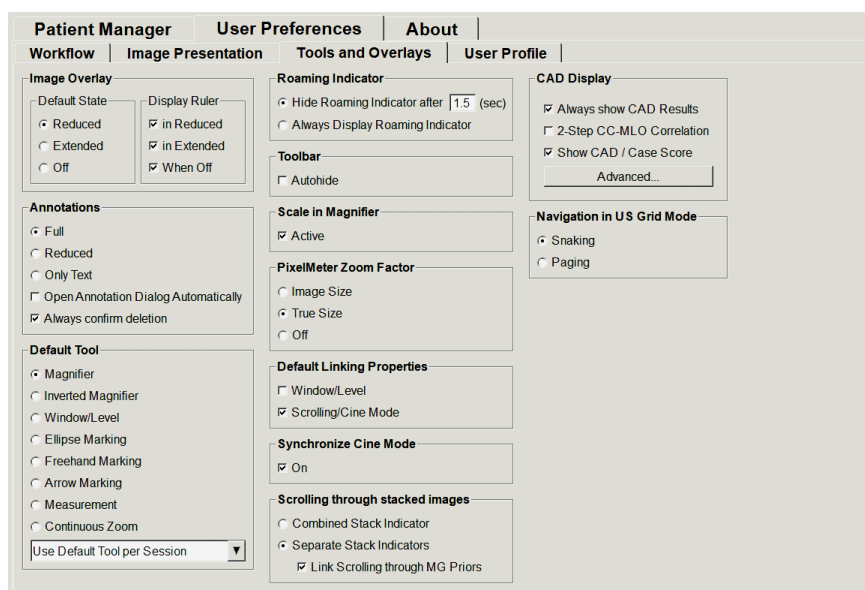 Patient Manager User Preferences About
Workflow Image Presentation Tools and Overlays User Profile
Image Overlay
Default State
Reduced
Extended
Off
Display Ruler
in Reduced
in Extended
When Off
Annotations
Full
Reduced
Only Text
Open Annotation Dialog Automatically
Always confirm deletion
Default Tool
Magnifier
Inverted Magnifier
Window/Level
Ellipse Marking
Freehand Marking
Arrow Marking
Measurement
Continuous Zoom
Use Default Tool per Session
Roaming Indicator
Hide Roaming Indicator after 1.5 (sec)
Always Display Roaming Indicator
Toolbar
Autohide
Scale in Magnifier
Active
PixelMeter Zoom Factor
Image Size
True Size
Off
Default Linking Properties
Window/Level
Scrolling/Cine Mode
Synchronize Cine Mode
On
Scrolling through stacked images
Combined Stack Indicator
Separate Stack Indicators
Link Scrolling through MG Priors
CAD Display
Always show CAD Results
2-Step CC-MLO Correlation
Show CAD / Case Score
Advanced...
Navigation in US Grid Mode
Snaking
Paging